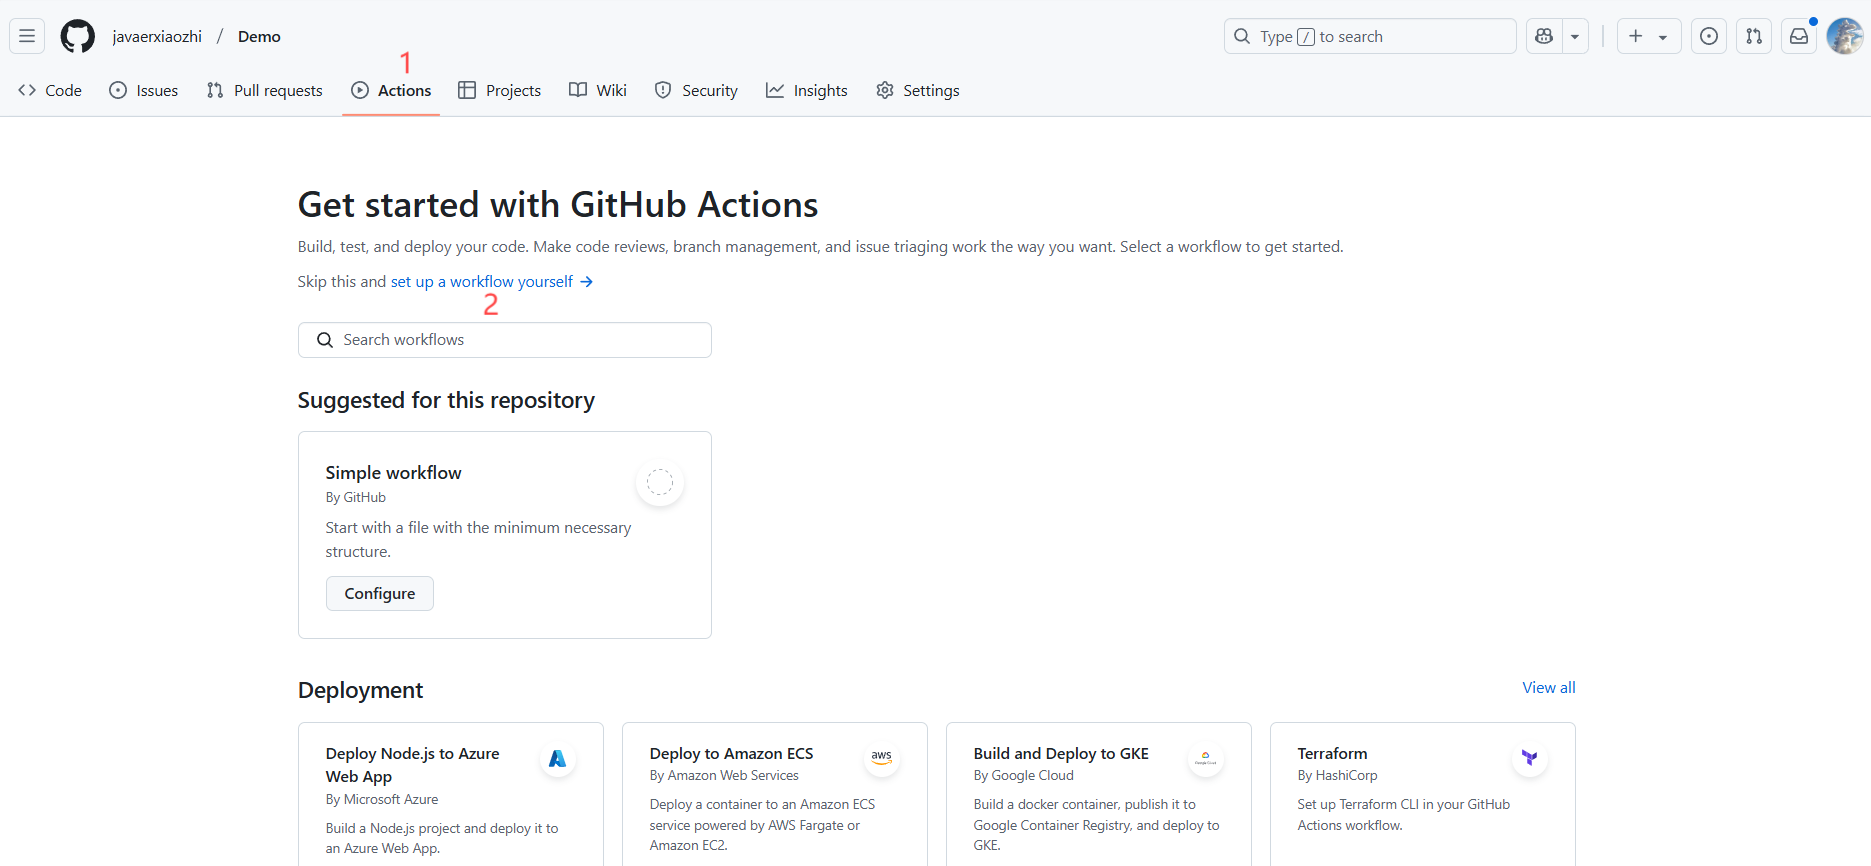 javaerxiaozhi / Demo
Type / to search
1
Code Issues Pull requests Actions Projects Wiki Security Insights Settings
Get started with GitHub Actions
Build, test, and deploy your code. Make code reviews, branch management, and issue triaging work the way you want. Select a workflow to get started.
Skip this and set up a workflow yourself →
2
Search workflows
Suggested for this repository
Simple workflow
By GitHub
Start with a file with the minimum necessary
structure.
Configure
Deployment
View all
Deploy Node.js to Azure
Web App
By Microsoft Azure
Build a Node.js project and deploy it to
an Azure Web App.
Deploy to Amazon ECS
aws
By Amazon Web Services
Deploy a container to an Amazon ECS
service powered by AWS Fargate or
Amazon EC2.
Build and Deploy to GKE
Google Cloud
By Google Cloud
Build a docker container, publish it to
Google Container Registry, and deploy to
GKE.
Terraform
By HashiCorp
Set up Terraform CLI in your GitHub
Actions workflow.